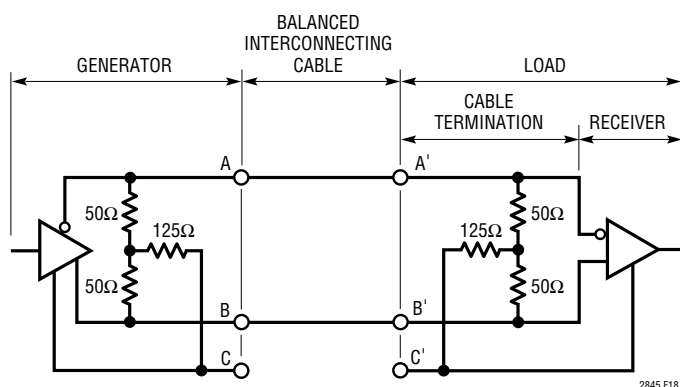 BALANCED
INTERCONNECTING
CABLE
GENERATOR
LOAD
CABLE
TERMINATION
RECEIVER
A
A'
50Ω
125Ω
50Ω
125Ω
50Ω
50Ω
B
B'
C
C'
2845 F18